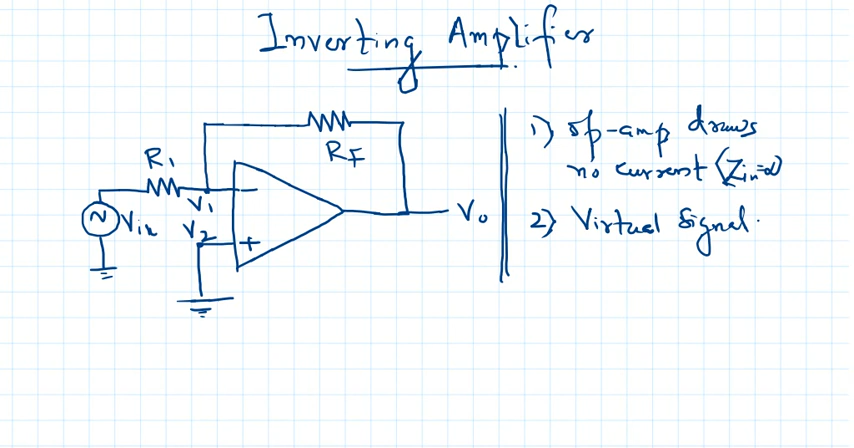 Inverting Amplifier
R1
RF
V1
Vin
V2
-
+
Vo
1) op-amp draws
no current (Zin=∞)
2) Virtual Signal.